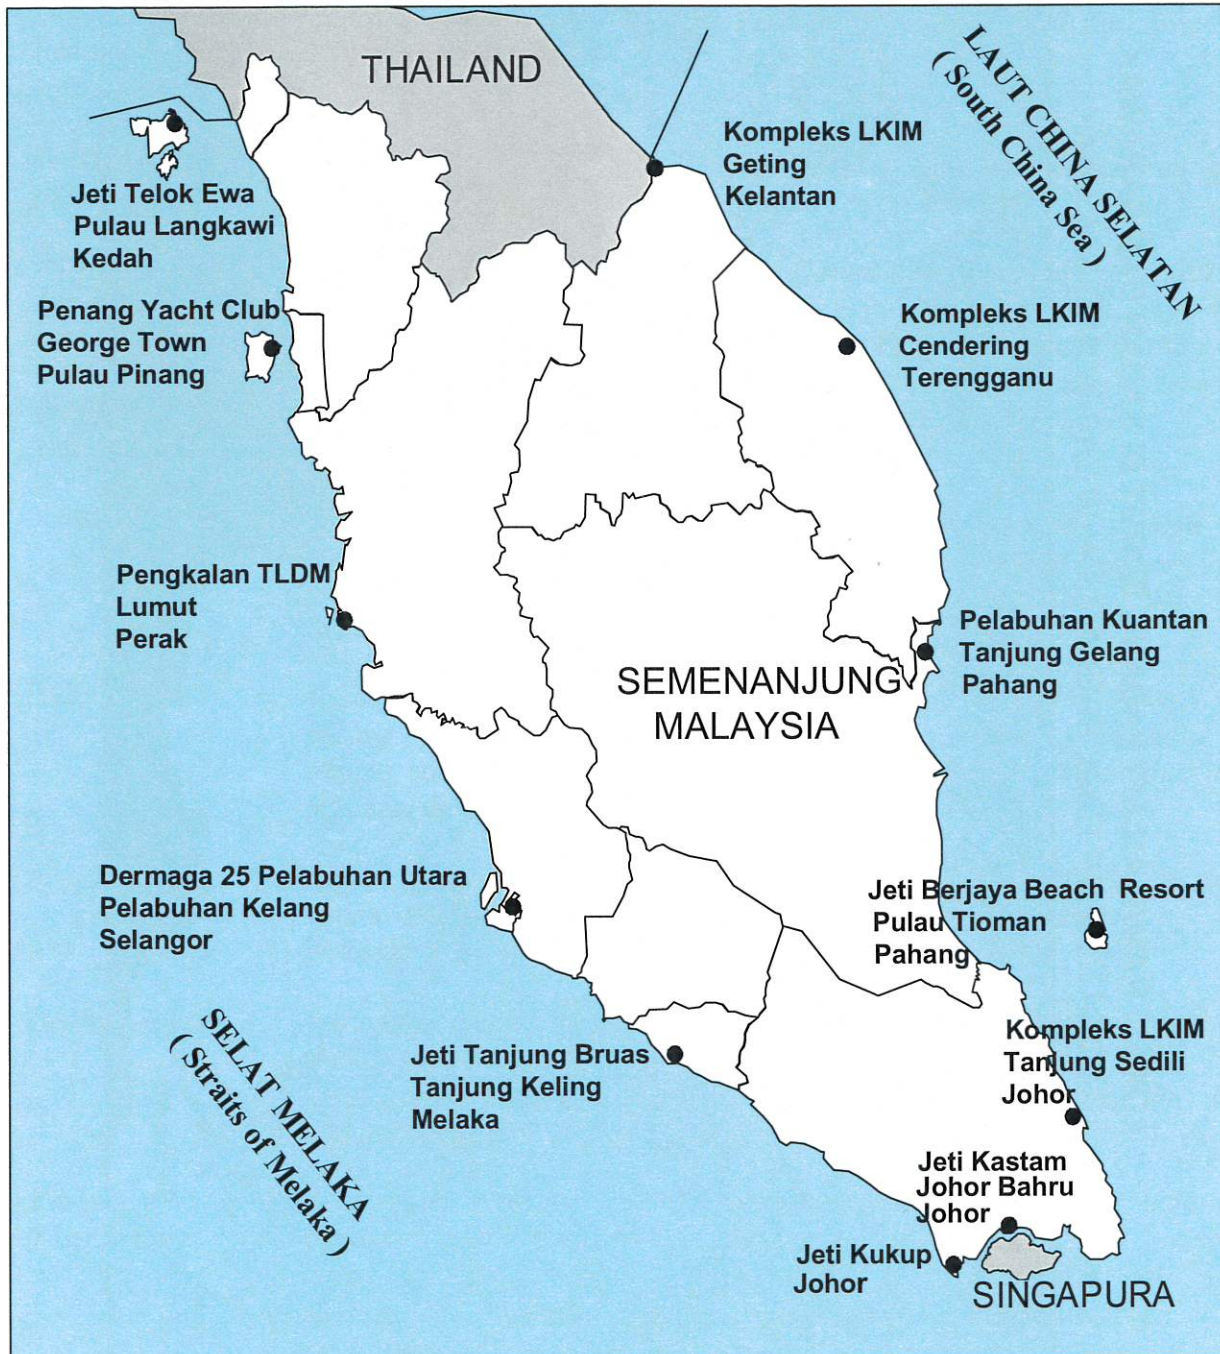 THAILAND
LAUT CHINA SELATAN
( South China Sea )
Kompleks LKIM
Geting
Kelantan
Jeti Telok Ewa
Pulau Langkawi
Kedah
Penang Yacht Club
George Town
Pulau Pinang
Kompleks LKIM
Cendering
Terengganu
Pengkalan TLDM
Lumut
Perak
Pelabuhan Kuantan
Tanjung Gelang
Pahang
SEMENANJUNG
MALAYSIA
Dermaga 25 Pelabuhan Utara
Pelabuhan Kelang
Selangor
Jeti Berjaya Beach Resort
Pulau Tioman
Pahang
SELAT MELAKA
( Straits of Melaka )
Jeti Tanjung Bruas
Tanjung Keling
Melaka
Kompleks LKIM
Tanjung Sedili
Johor
Jeti Kastam
Johor Bahru
Johor
Jeti Kukup
Johor
SINGAPURA